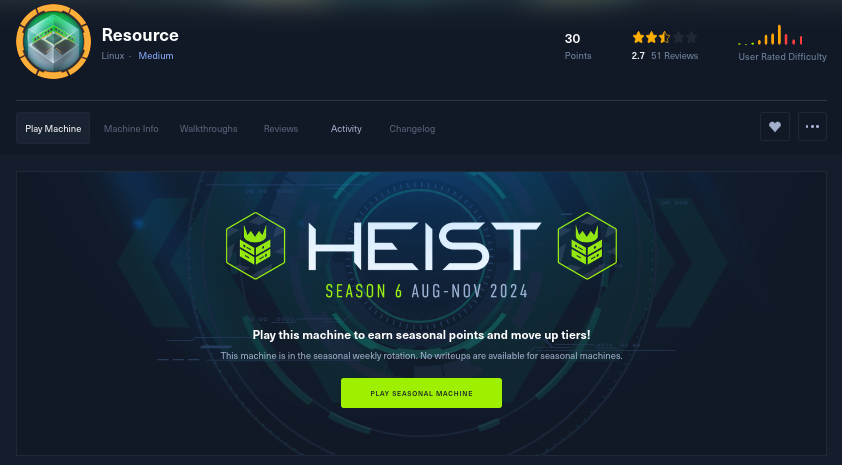 Resource
Linux · Medium
30
Points
2.7 51 Reviews
User Rated Difficulty
Play Machine
Machine Info
Walkthroughs
Reviews
Activity
Changelog
HEIST
SEASON 6 AUG-NOV 2024
Play this machine to earn seasonal points and move up tiers!
This machine is in the seasonal weekly rotation. No writeups are available for seasonal machines.
PLAY SEASONAL MACHINE